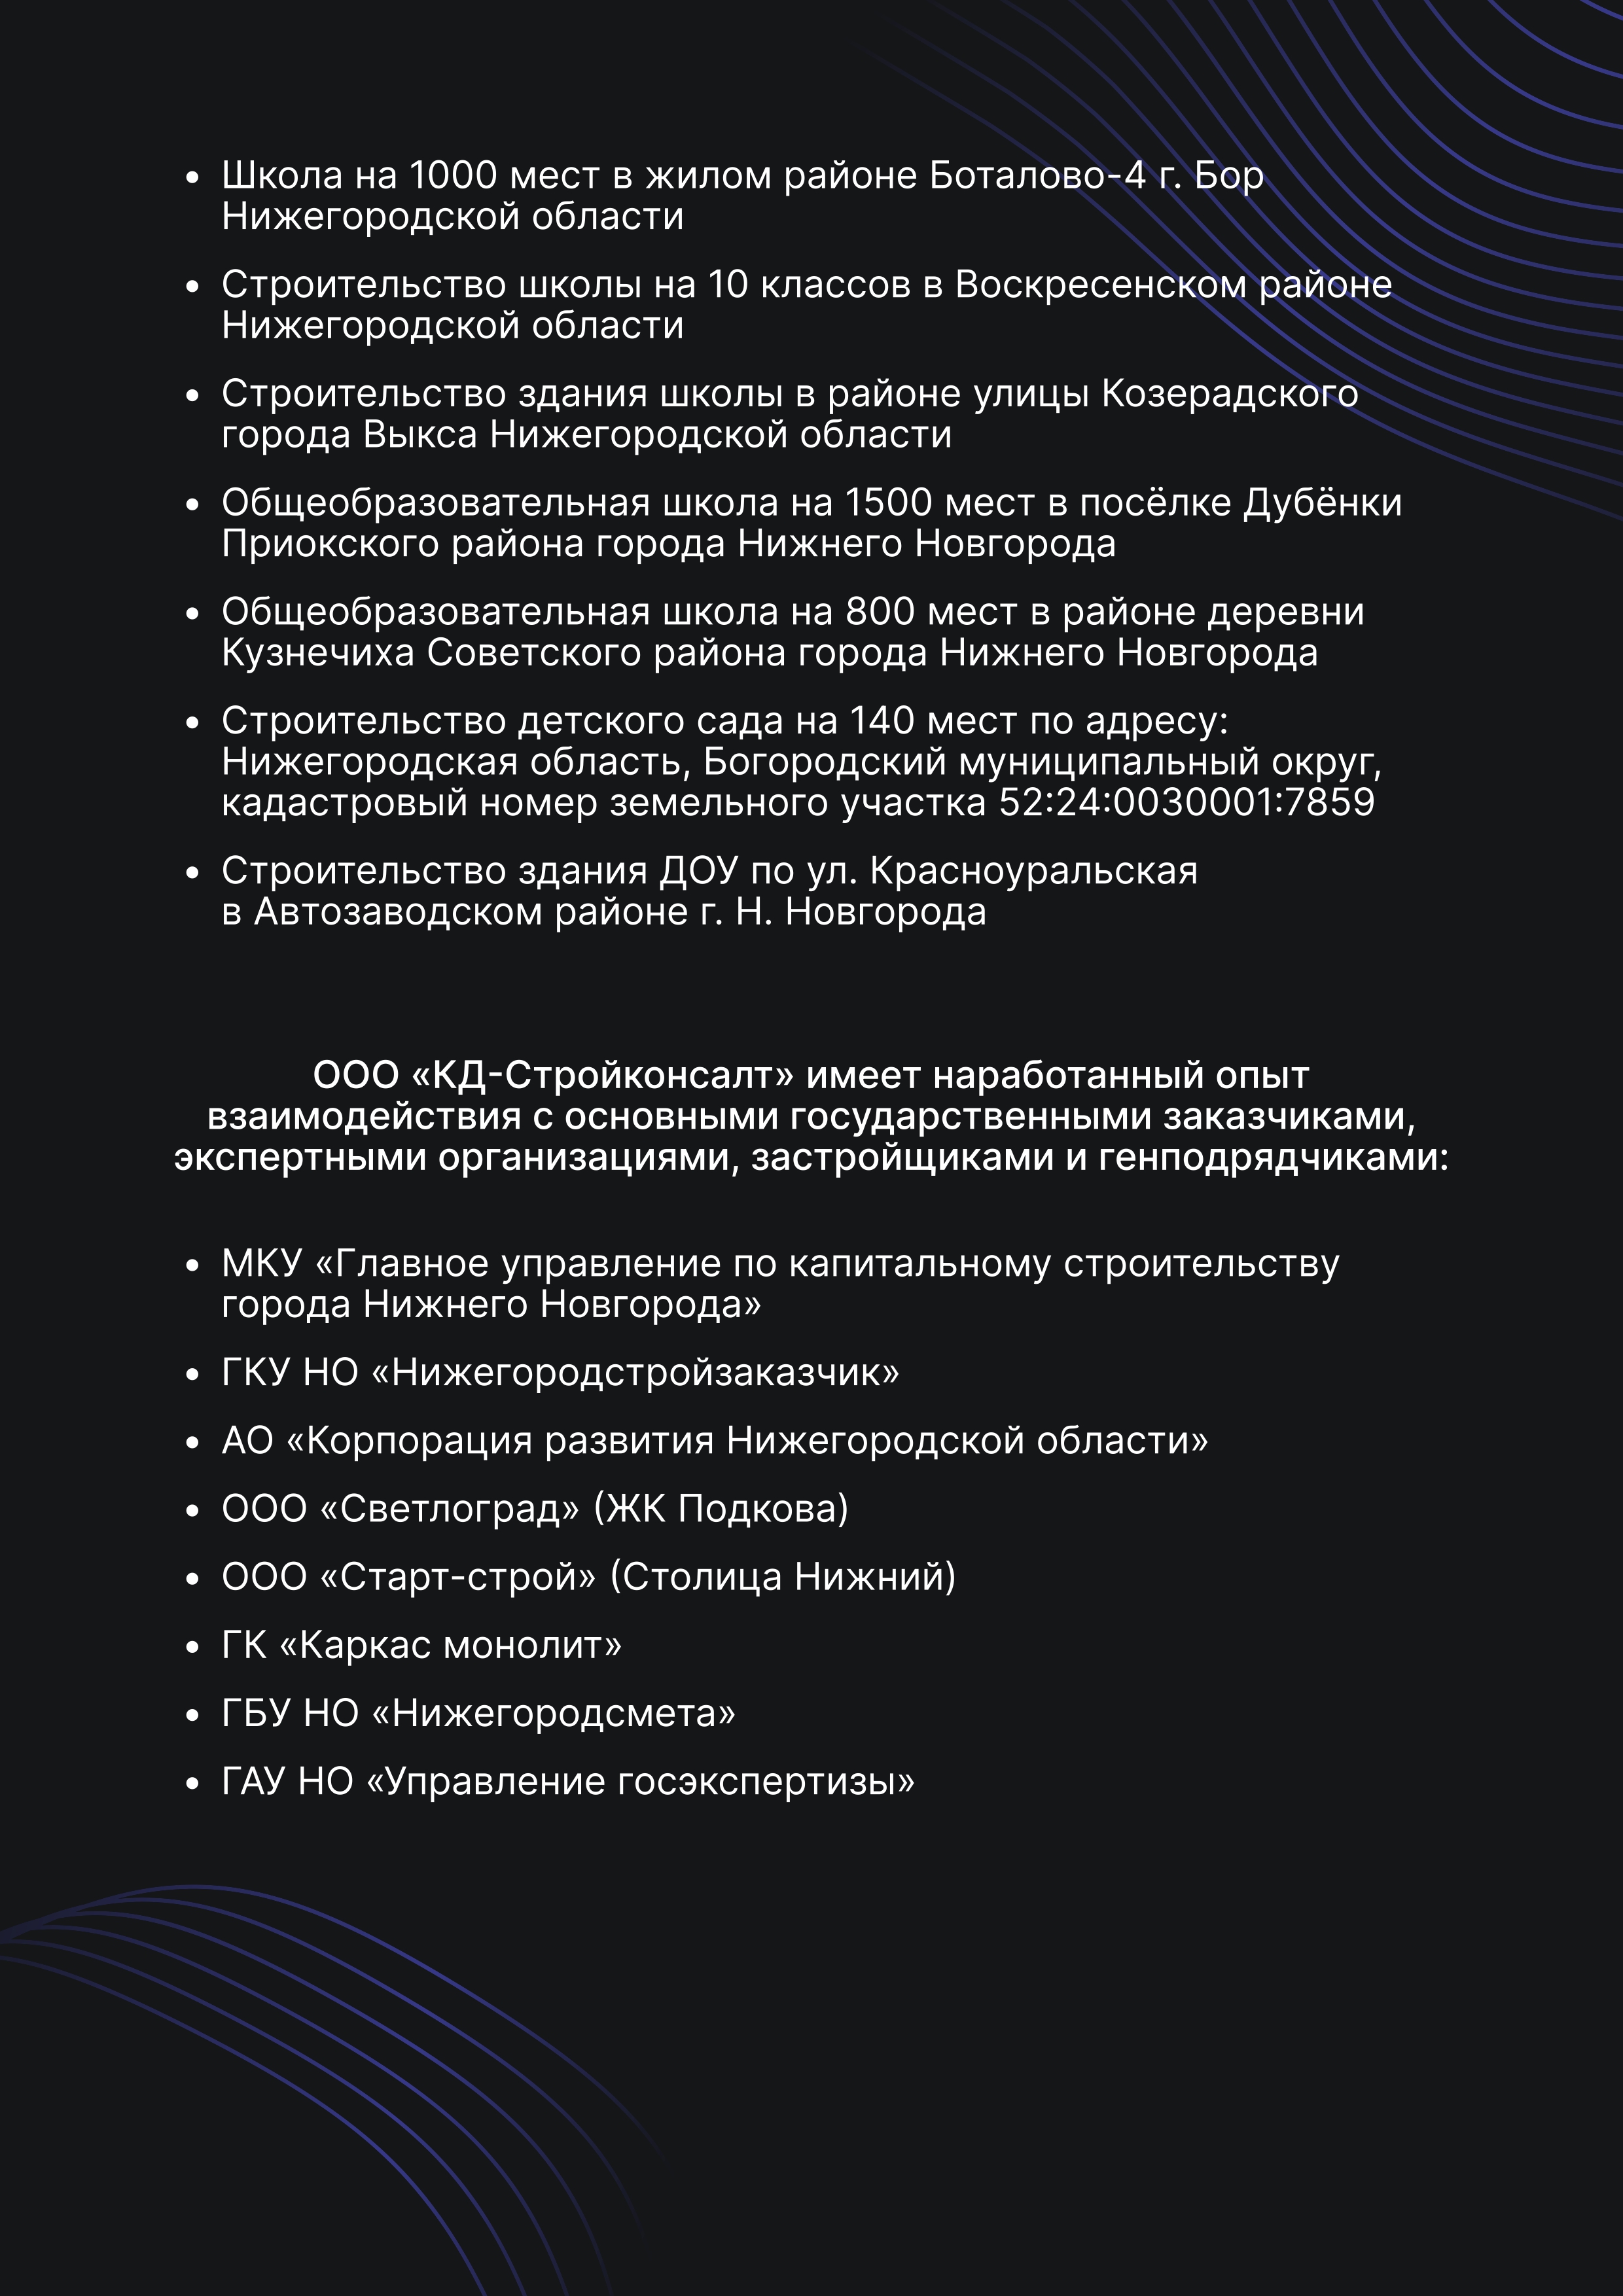 • Школа на 1000 мест в жилом районе Боталово-4 г. Бор
Нижегородской области
• Строительство школы на 10 классов в Воскресенском районе
Нижегородской области
• Строительство здания школы в районе улицы Козерадского
города Выкса Нижегородской области
• Общеобразовательная школа на 1500 мест в посёлке Дубёнки
Приокского района города Нижнего Новгорода
• Общеобразовательная школа на 800 мест в районе деревни
Кузнечиха Советского района города Нижнего Новгорода
• Строительство детского сада на 140 мест по адресу:
Нижегородская область, Богородский муниципальный округ,
кадастровый номер земельного участка 52:24:0030001:7859
• Строительство здания ДОУ по ул. Красноуральская
в Автозаводском районе г. Н. Новгорода
ООО «КД-Стройконсалт» имеет наработанный опыт
взаимодействия с основными государственными заказчиками,
экспертными организациями, застройщиками и генподрядчиками:
• МКУ «Главное управление по капитальному строительству
города Нижнего Новгорода»
• ГКУ НО «Нижегородстройзаказчик»
• АО «Корпорация развития Нижегородской области»
• ООО «Светлоград» (ЖК Подкова)
• ООО «Старт-строй» (Столица Нижний)
• ГК «Каркас монолит»
• ГБУ НО «Нижегородсмета»
• ГАУ НО «Управление госэкспертизы»